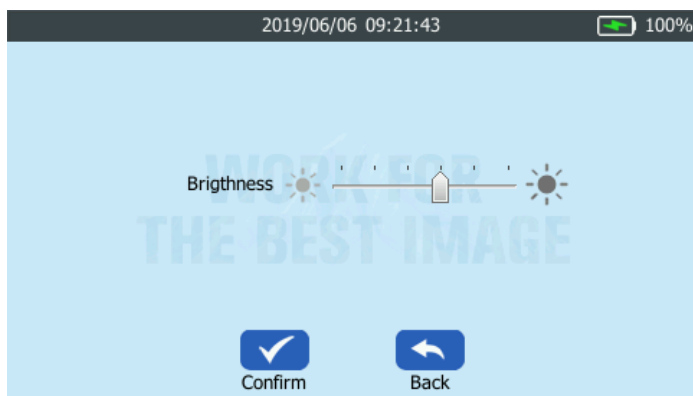 2019/06/06 09:21:43 100%
Brigthness
WORK FOR
THE BEST IMAGE
Confirm Back